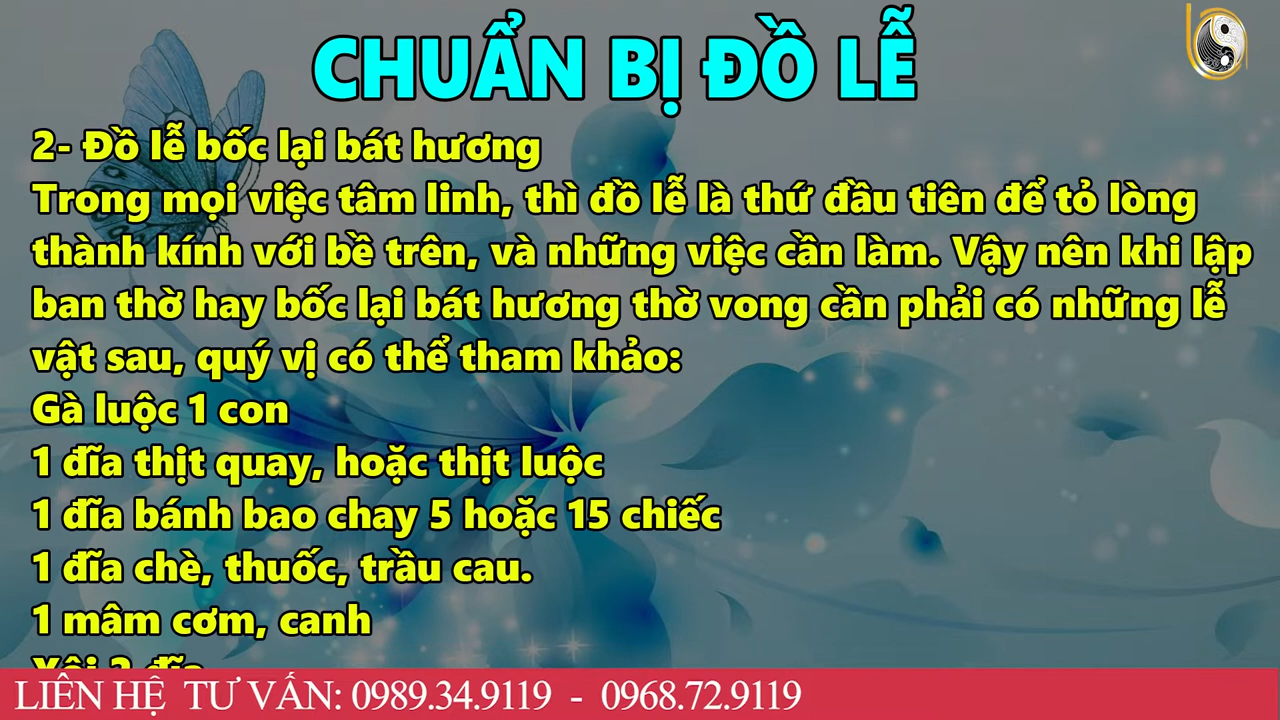 CHUẨN BỊ ĐỒ LỄ
2- Đồ lễ bốc lại bát hương
Trong mọi việc tâm linh, thì đồ lễ là thứ đầu tiên để tỏ lòng
thành kính với bề trên, và những việc cần làm. Vậy nên khi lập
ban thờ hay bốc lại bát hương thờ vong cần phải có những lễ
vật sau, quý vị có thể tham khảo:
Gà luộc 1 con
1 đĩa thịt quay, hoặc thịt luộc
1 đĩa bánh bao chay 5 hoặc 15 chiếc
1 đĩa chè, thuốc, trầu cau.
1 mâm cơm, canh
LIÊN HỆ TƯ VẤN: 0989.34.9119 - 0968.72.9119